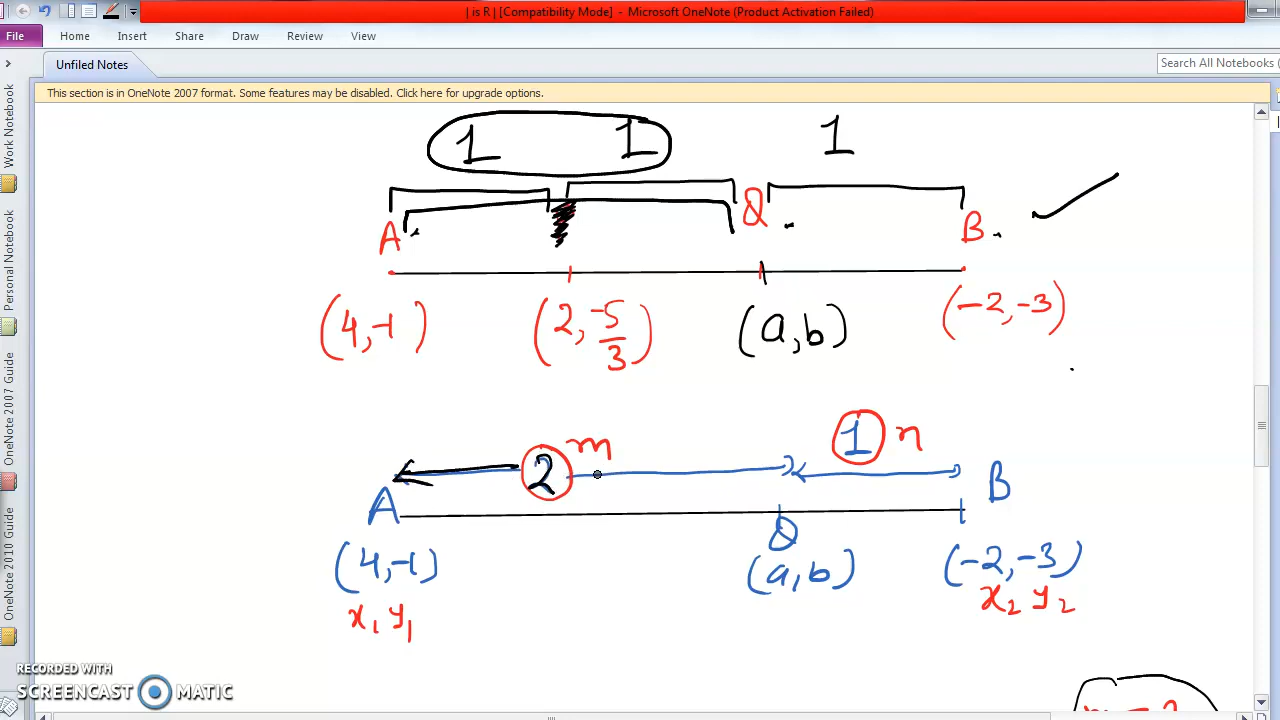 | is R | [Compatibility Mode] - Microsoft OneNote (Product Activation Failed)
File Home Insert Share Draw Review View
Unfiled Notes
Search All Notebooks (
This section is in OneNote 2007 format. Some features may be disabled. Click here for upgrade options.
Work Notebook
Personal Notebook
OneNote 2007 Guide
OneNote 2010 Guide
1 1 1
A Q B
(4,-1) (2, -5/3) (a,b) (-2,-3)
2 m 1 n
A Q B
(4,-1) (a,b) (-2,-3)
x1 y1 x2 y2
RECORDED WITH
SCREENCAST MATIC